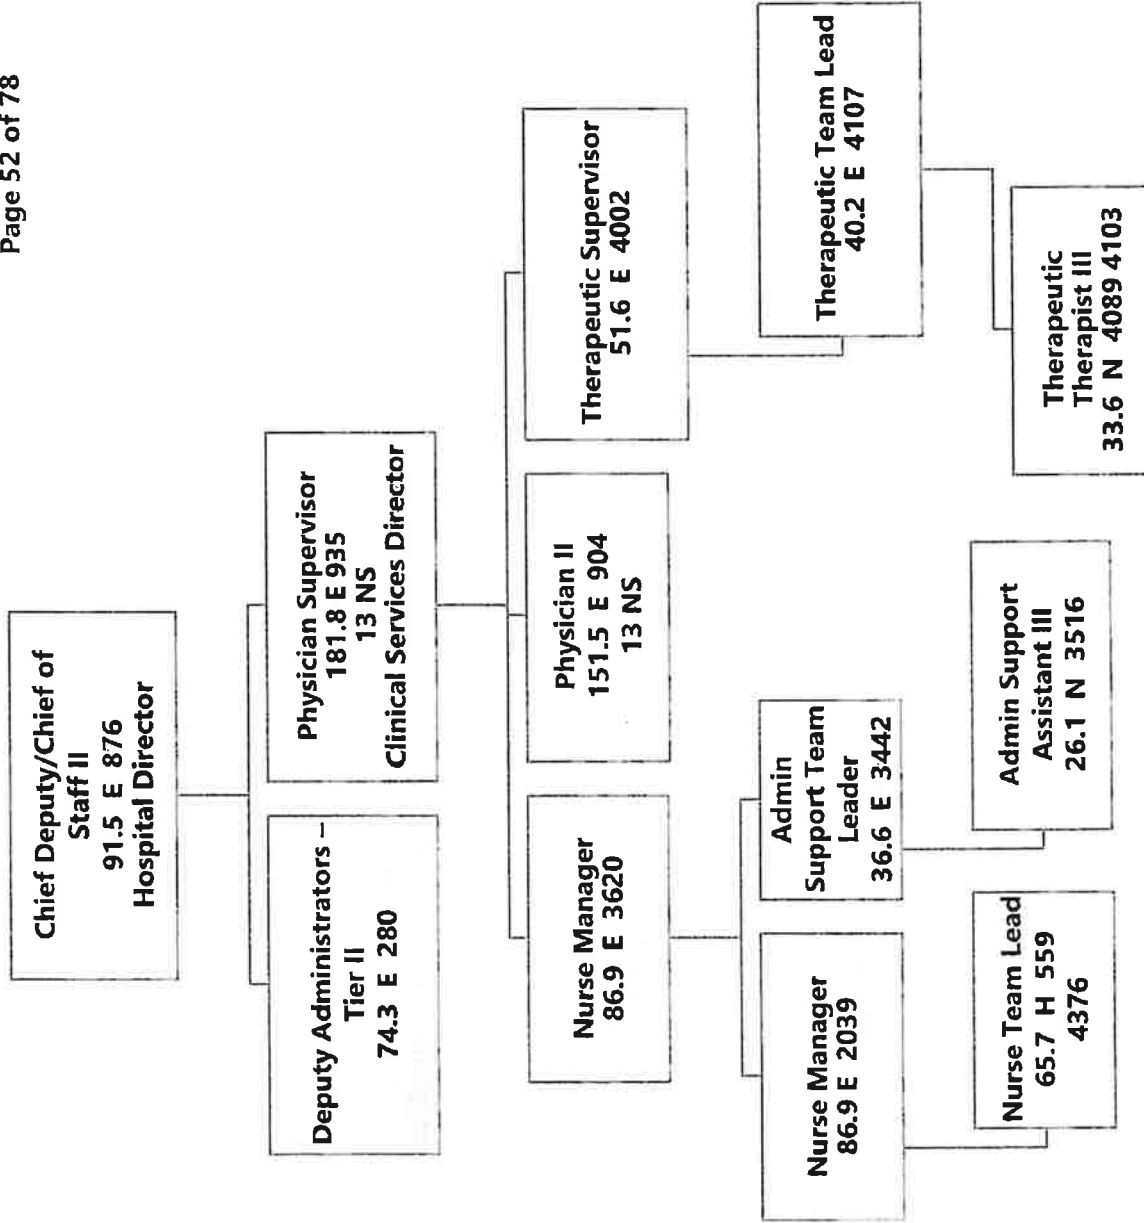 Page 52 of 78
Chief Deputy/Chief of
Staff II
91.5 E 876
Hospital Director
Deputy Administrators –
Tier II
74.3 E 280
Physician Supervisor
181.8 E 935
13 NS
Clinical Services Director
Nurse Manager
86.9 E 3620
Physician II
151.5 E 904
13 NS
Therapeutic Supervisor
51.6 E 4002
Nurse Manager
86.9 E 2039
Admin
Support Team
Leader
36.6 E 3442
Therapeutic Team Lead
40.2 E 4107
Nurse Team Lead
65.7 H 559
4376
Admin Support
Assistant III
26.1 N 3516
Therapeutic
Therapist III
33.6 N 4089 4103